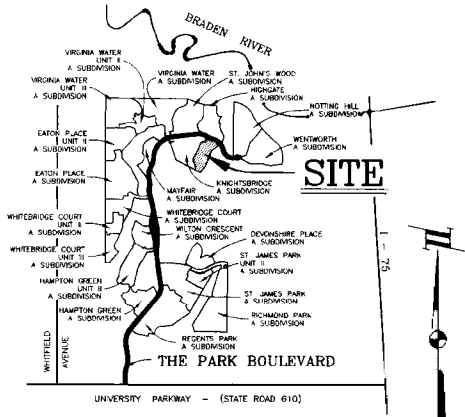 BRADEN RIVER
VIRGINIA WATER
UNIT II
A SUBDIVISION
VIRGINIA WATER
A SUBDIVISION
ST. JOHN'S WOOD
A SUBDIVISION
HIGHGATE
A SUBDIVISION
VIRGINIA WATER
UNIT III
A SUBDIVISION
NOTTING HILL
A SUBDIVISION
EATON PLACE
UNIT II
A SUBDIVISION
WENTWORTH
A SUBDIVISION
SITE
EATON PLACE
A SUBDIVISION
KNIGHTSBRIDGE
A SUBDIVISION
MAYFAIR
A SUBDIVISION
WHITEBRIDGE COURT
UNIT II
A SUBDIVISION
WHITEBRIDGE COURT
A SUBDIVISION
WILTON CRESCENT
A SUBDIVISION
DEVONSHIRE PLACE
A SUBDIVISION
I-75
WHITEBRIDGE COURT
UNIT III
A SUBDIVISION
ST JAMES PARK
UNIT II
A SUBDIVISION
HAMPTON GREEN
UNIT II
A SUBDIVISION
ST JAMES PARK
A SUBDIVISION
HAMPTON GREEN
A SUBDIVISION
RICHMOND PARK
A SUBDIVISION
REGENTS PARK
A SUBDIVISION
WHITFIELD
AVENUE
THE PARK BOULEVARD
UNIVERSITY PARKWAY - (STATE ROAD 610)